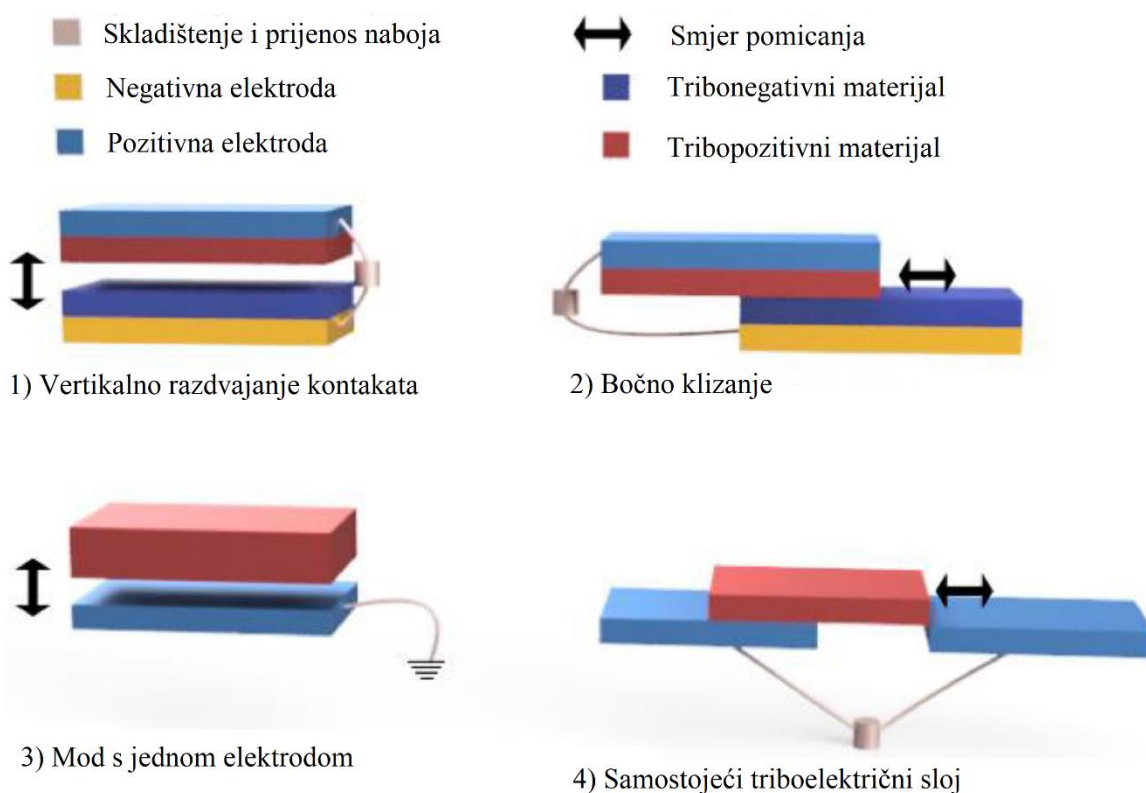 Skladištenje i prijenos naboja
Negativna elektroda
Pozitivna elektroda
Smjer pomicanja
Tribonegativni materijal
Tribopozitivni materijal
1) Vertikalno razdvajanje kontakata
2) Bočno klizanje
3) Mod s jednom elektrodom
4) Samostojeći triboelektrični sloj